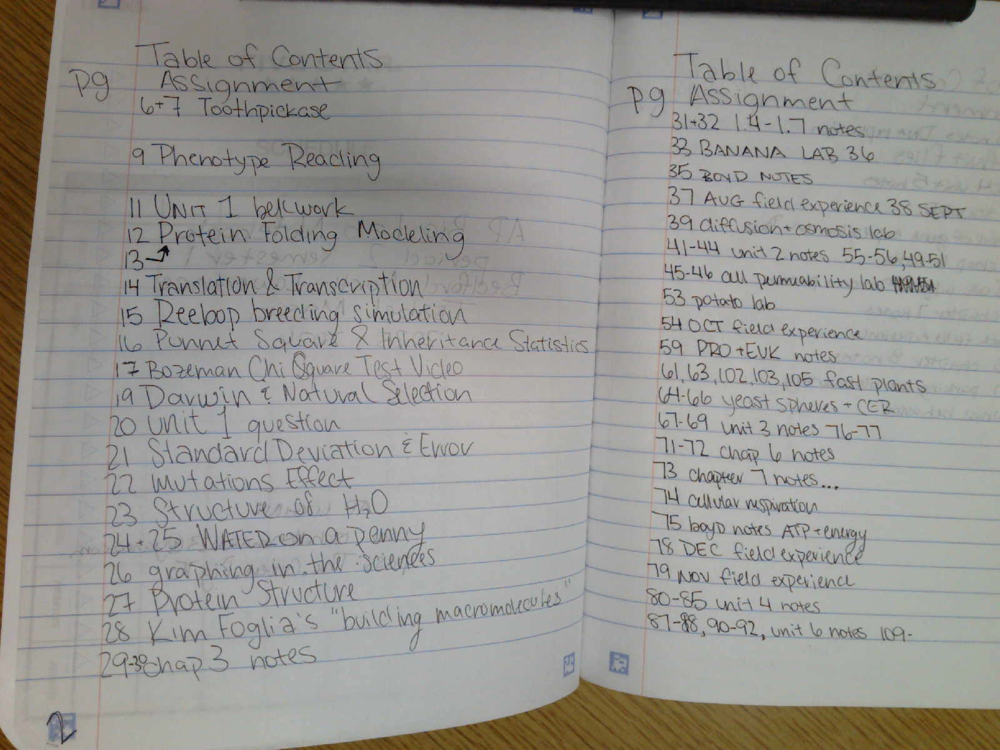 Table of Contents
pg Assignment
6+7 Toothpickase
9 Phenotype Reading
11 UNIT 1 bellwork
12 Protein Folding Modeling
13
14 Translation & Transcription
15 Reebop breeding simulation
16 Punnet Square & Inheritance Statistics
17 Bozeman Chi Square Test Video
19 Darwin & Natural Selection
20 unit 1 question
21 Standard Deviation & Error
22 mutations Effect
23 Structure of H2O
24+25 WATER on a penny
26 graphing in the sciences
27 Protein Structure
28 Kim Foglia's "building macromolecules"
29-30 chap 3 notes
2
Table of Contents
pg Assignment
31+32 1.4-1.7 notes
33 BANANA LAB 36
35 BOYD NOTES
37 AUG field experience 38 SEPT
39 diffusion+osmosis lab
41-44 unit 2 notes 55-56, 49-51
45-46 cell permeability lab
53 potato lab
54 OCT field experience
59 PRO+EUK notes
61, 63, 102, 103, 105 fast plants
64-66 yeast spheres + CER
67-69 unit 3 notes 76-77
71-72 chap 6 notes
73 chapter 7 notes...
74 cellular respiration
75 boyD notes ATP+energy
78 DEC field experience
79 NOV field experience
80-85 unit 4 notes
87-88, 90-92, unit 6 notes 109-